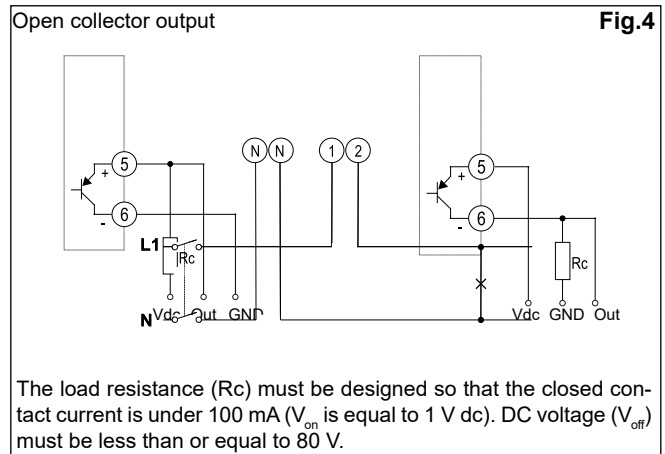 Open collector output Fig.4
N N 1 2
5 5
+ +
6 6
- -
L1 Rc Rc
N Vdc Out GND Vdc GND Out
The load resistance (Rc) must be designed so that the closed con-
tact current is under 100 mA (Von is equal to 1 V dc). DC voltage (Voff)
must be less than or equal to 80 V.